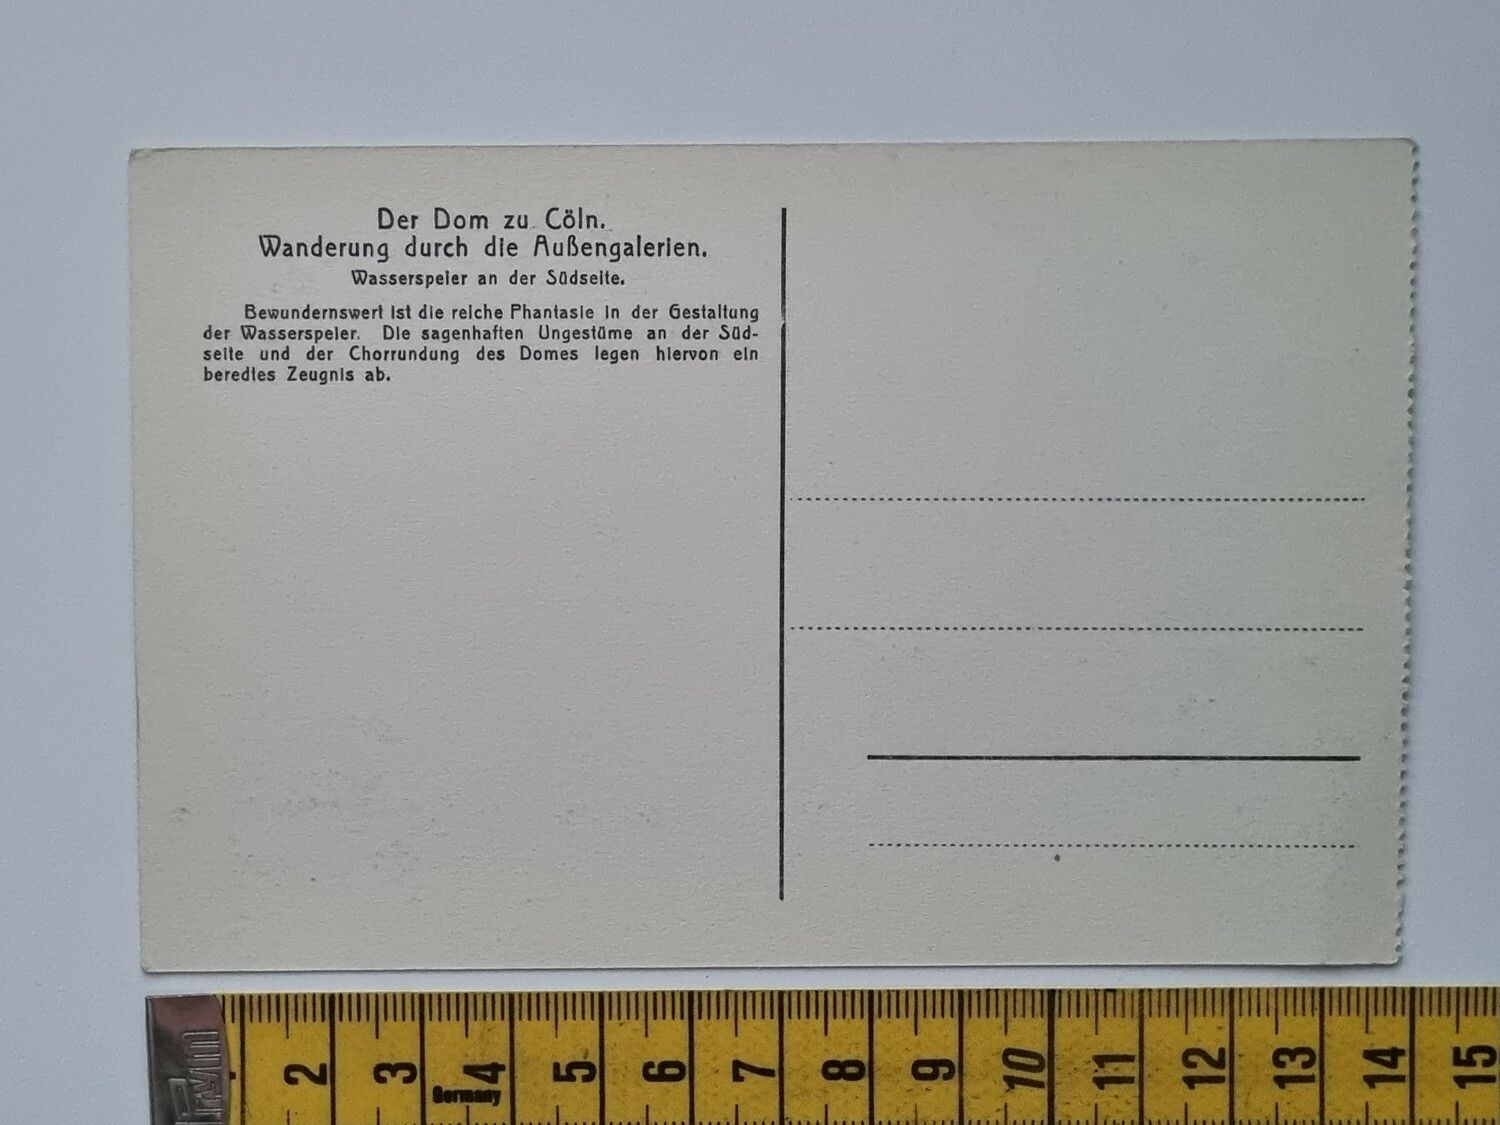 Der Dom zu Cöln.
Wanderung durch die Außengalerien.
Wasserspeier an der Südseite.
Bewundernswert ist die reiche Phantasie in der Gestaltung
der Wasserspeier. Die sagenhaften Ungestüme an der Süd-
seite und der Chorrundung des Domes legen hiervon ein
beredtes Zeugnis ab.
2 3 4 5 6 7 8 9 10 11 12 13 14 15
Germany
Prym